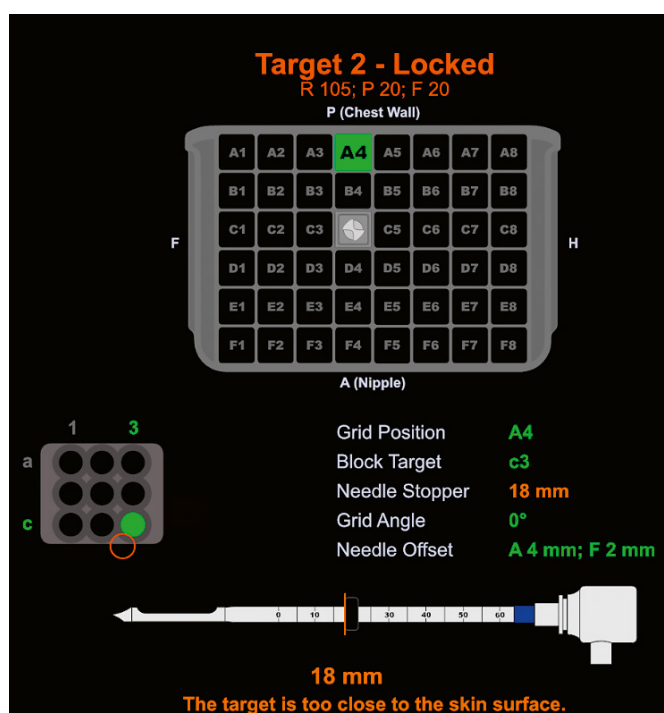 Target 2 - Locked
R 105; P 20; F 20
P (Chest Wall)
A1 A2 A3 A4 A5 A6 A7 A8
B1 B2 B3 B4 B5 B6 B7 B8
C1 C2 C3 C5 C6 C7 C8
F H
D1 D2 D3 D4 D5 D6 D7 D8
E1 E2 E3 E4 E5 E6 E7 E8
F1 F2 F3 F4 F5 F6 F7 F8
A (Nipple)
1 3
a
c
Grid Position A4
Block Target c3
Needle Stopper 18 mm
Grid Angle 0°
Needle Offset A 4 mm; F 2 mm
0 10 30 40 50 60
18 mm
The target is too close to the skin surface.